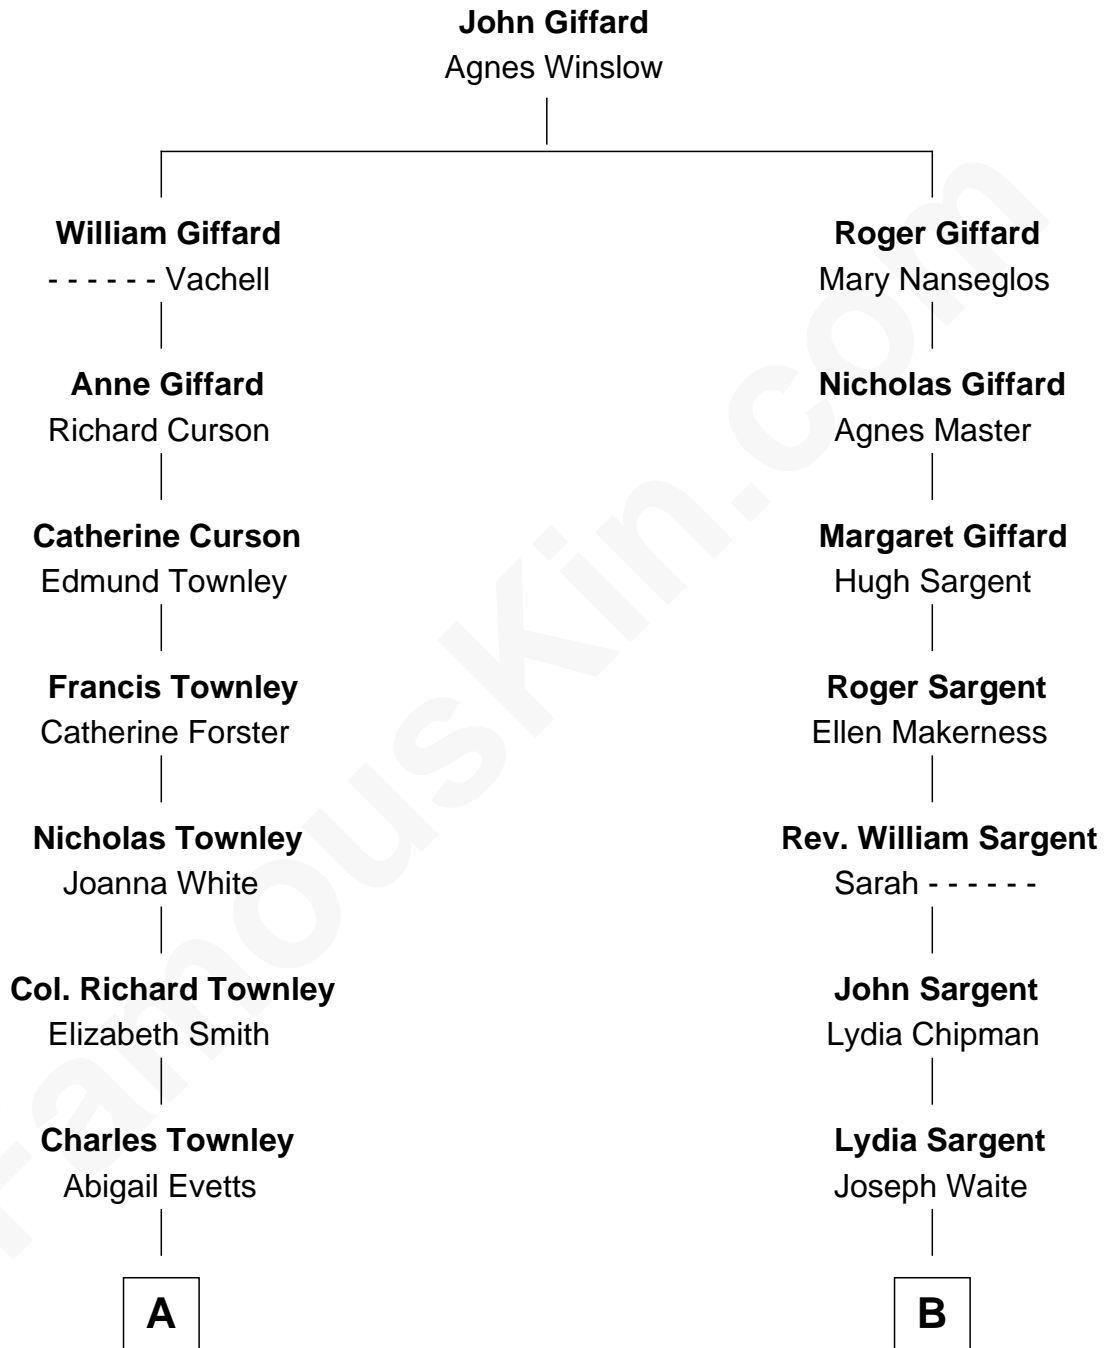 John Giffard
Agnes Winslow
William Giffard
- - - - - - Vachell
Roger Giffard
Mary Nanseglos
Anne Giffard
Richard Curson
Nicholas Giffard
Agnes Master
Catherine Curson
Edmund Townley
Margaret Giffard
Hugh Sargent
Francis Townley
Catherine Forster
Roger Sargent
Ellen Makerness
Nicholas Townley
Joanna White
Rev. William Sargent
Sarah - - - - - -
Col. Richard Townley
Elizabeth Smith
John Sargent
Lydia Chipman
Charles Townley
Abigail Evetts
Lydia Sargent
Joseph Waite
A
B
FamousKin.com